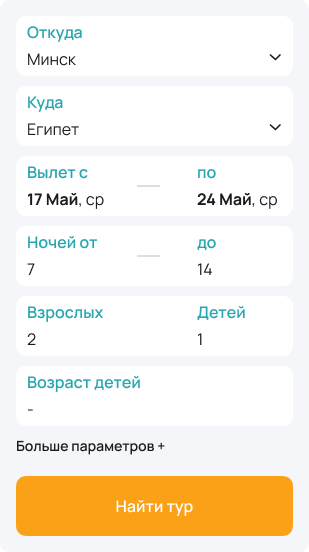 Откуда
Минск
Куда
Египет
Вылет с по
17 Май, ср 24 Май, ср
Ночей от до
7 14
Взрослых Детей
2 1
Возраст детей
-
Больше параметров +
Найти тур